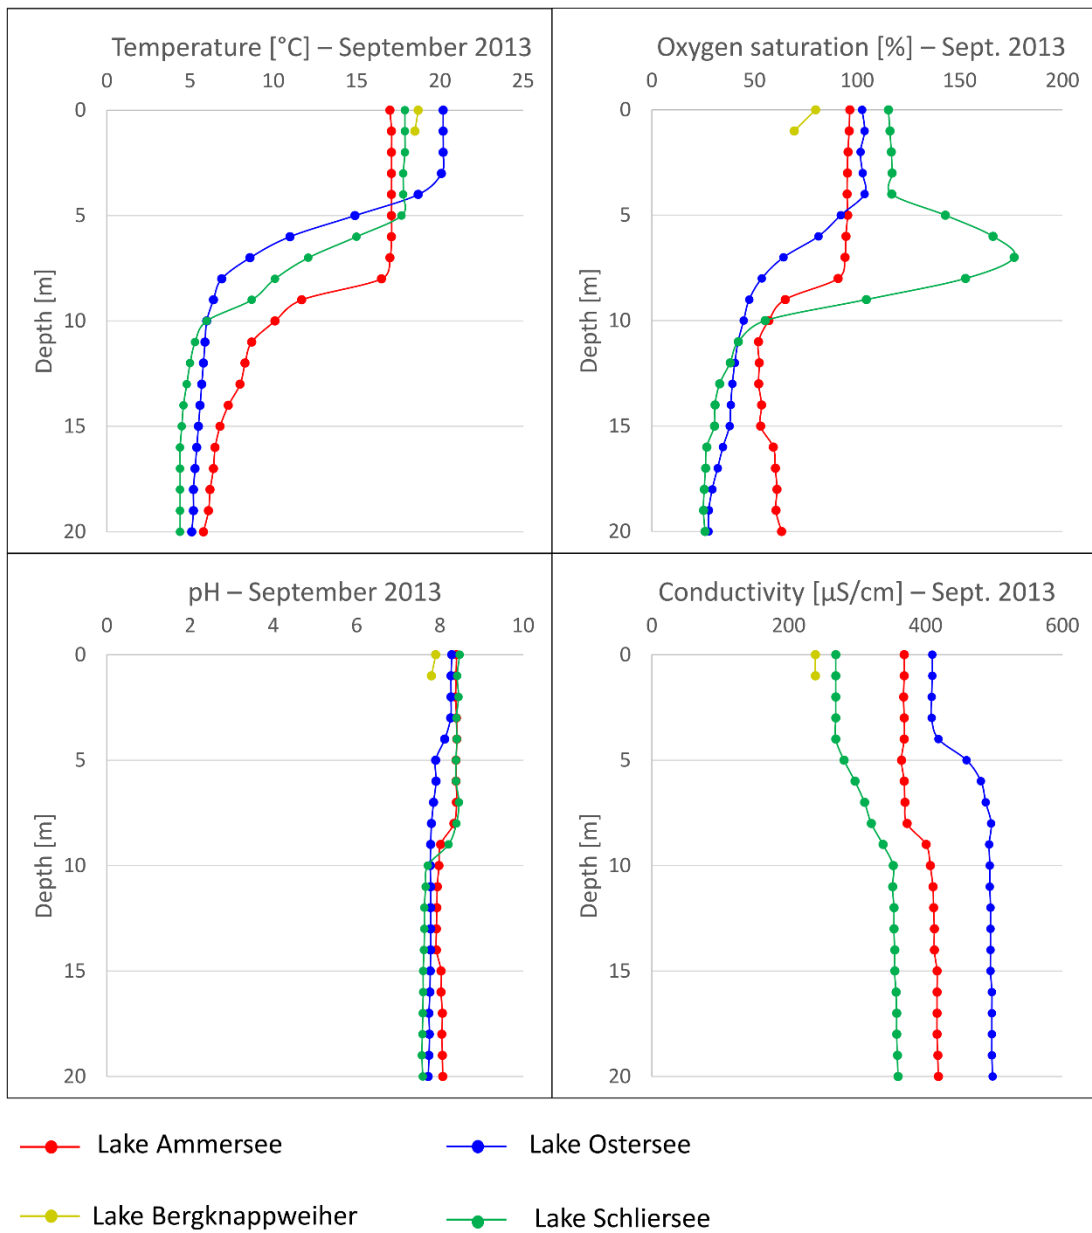 Temperature [°C] – September 2013
0 5 10 15 20 25
0
5
10
15
20
Depth [m]
Oxygen saturation [%] – Sept. 2013
0 50 100 150 200
0
5
10
15
20
Depth [m]
pH – September 2013
0 2 4 6 8 10
0
5
10
15
20
Depth [m]
Conductivity [µS/cm] – Sept. 2013
0 200 400 600
0
5
10
15
20
Depth [m]
Lake Ammersee
Lake Ostersee
Lake Bergknappweiher
Lake Schliersee